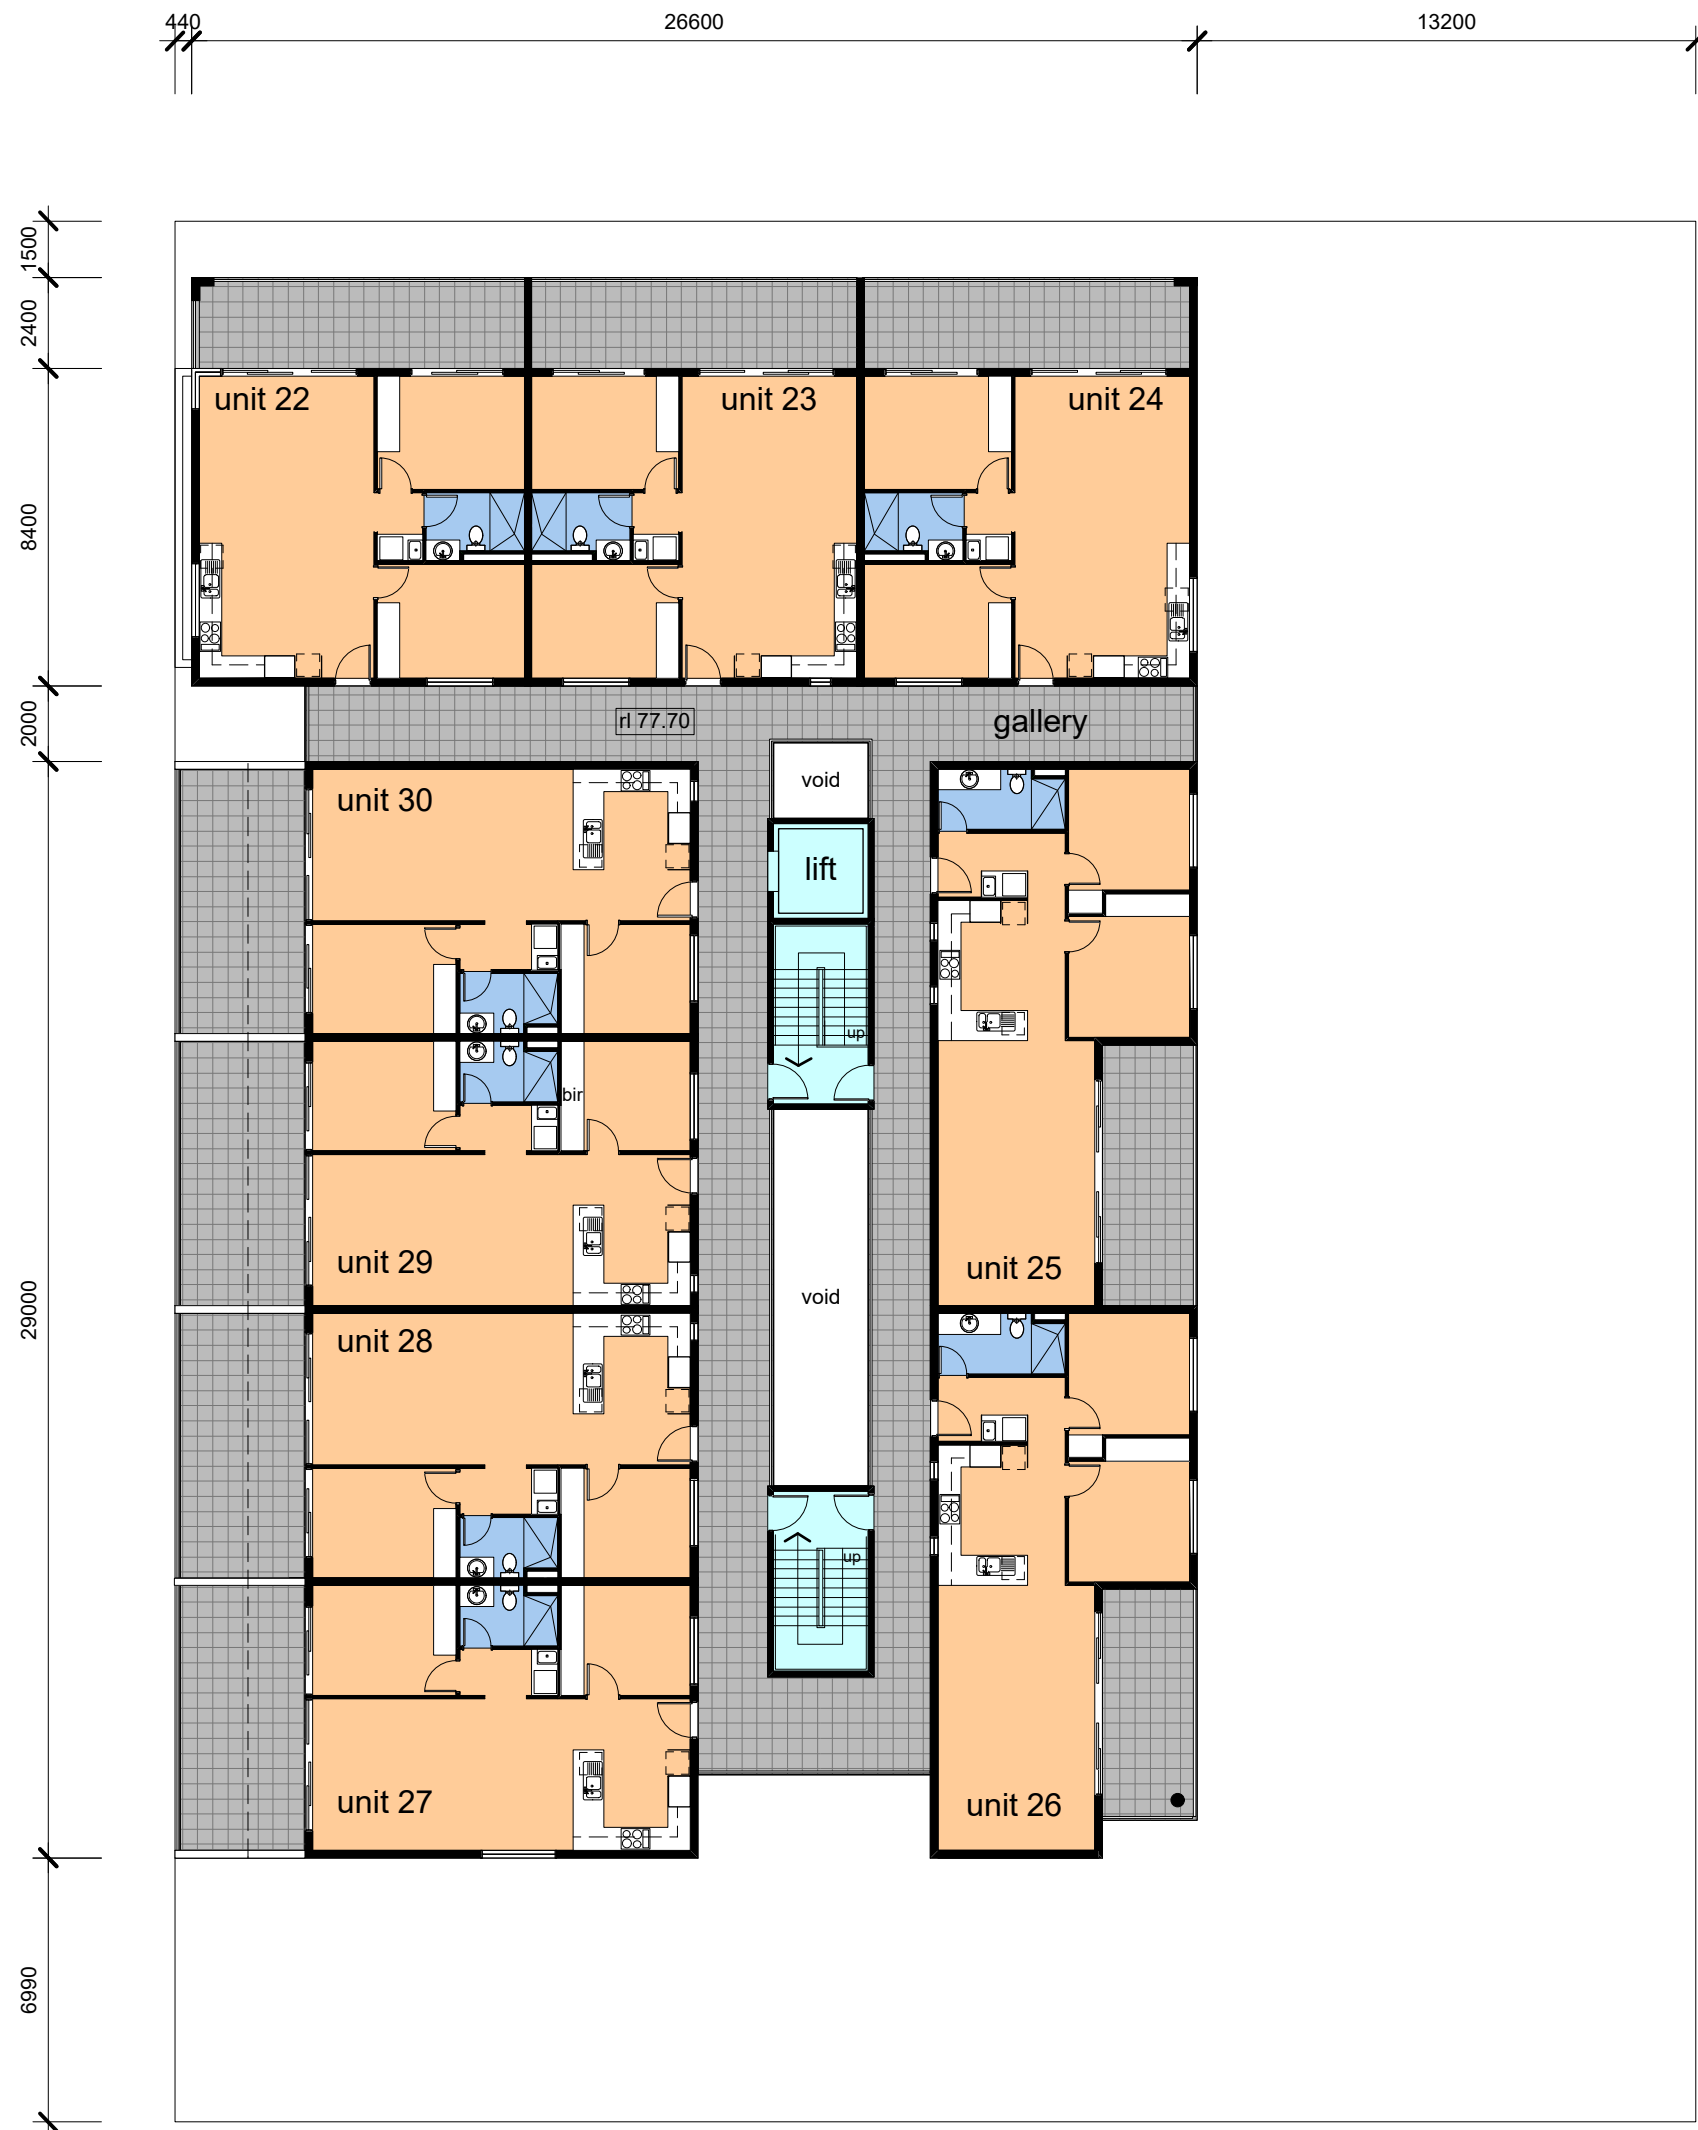 440
26600
13200
1500
2400
8400
2000
29000
6990
unit 22
unit 23
unit 24
rl 77.70
gallery
unit 30
void
lift
up
bir
unit 29
unit 25
void
unit 28
up
unit 27
unit 26